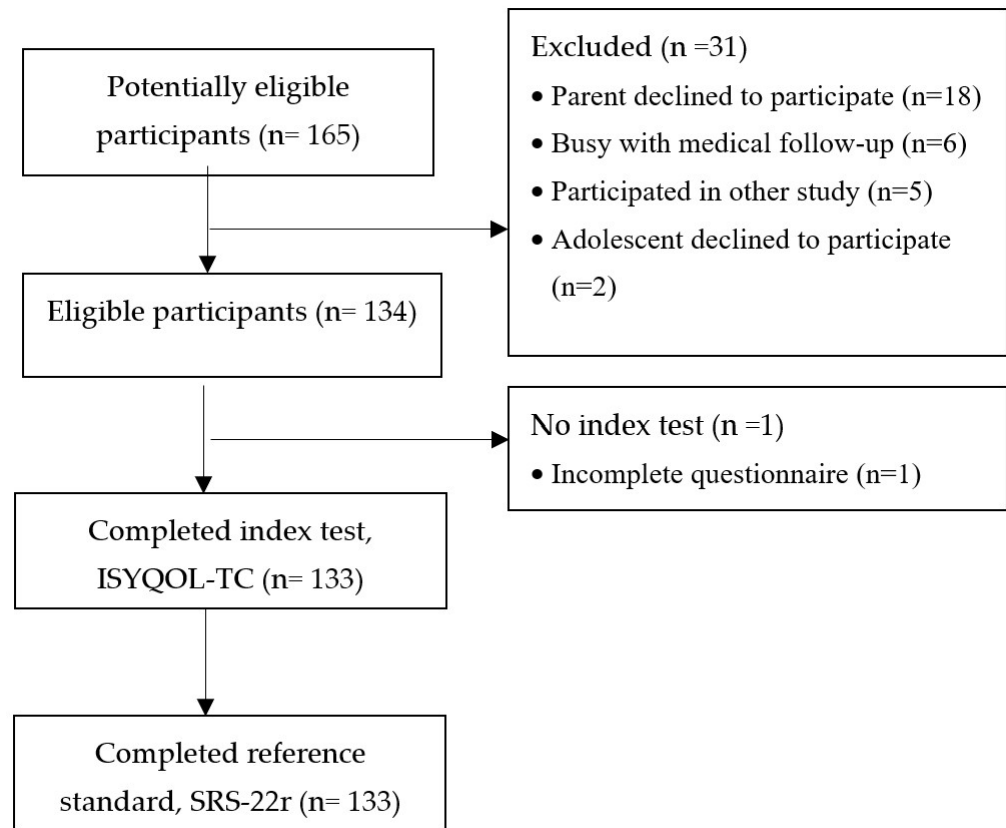 Potentially eligible
participants (n= 165)
Excluded (n =31)
• Parent declined to participate (n=18)
• Busy with medical follow-up (n=6)
• Participated in other study (n=5)
• Adolescent declined to participate
(n=2)
Eligible participants (n= 134)
No index test (n =1)
• Incomplete questionnaire (n=1)
Completed index test,
ISYQOL-TC (n= 133)
Completed reference
standard, SRS-22r (n= 133)